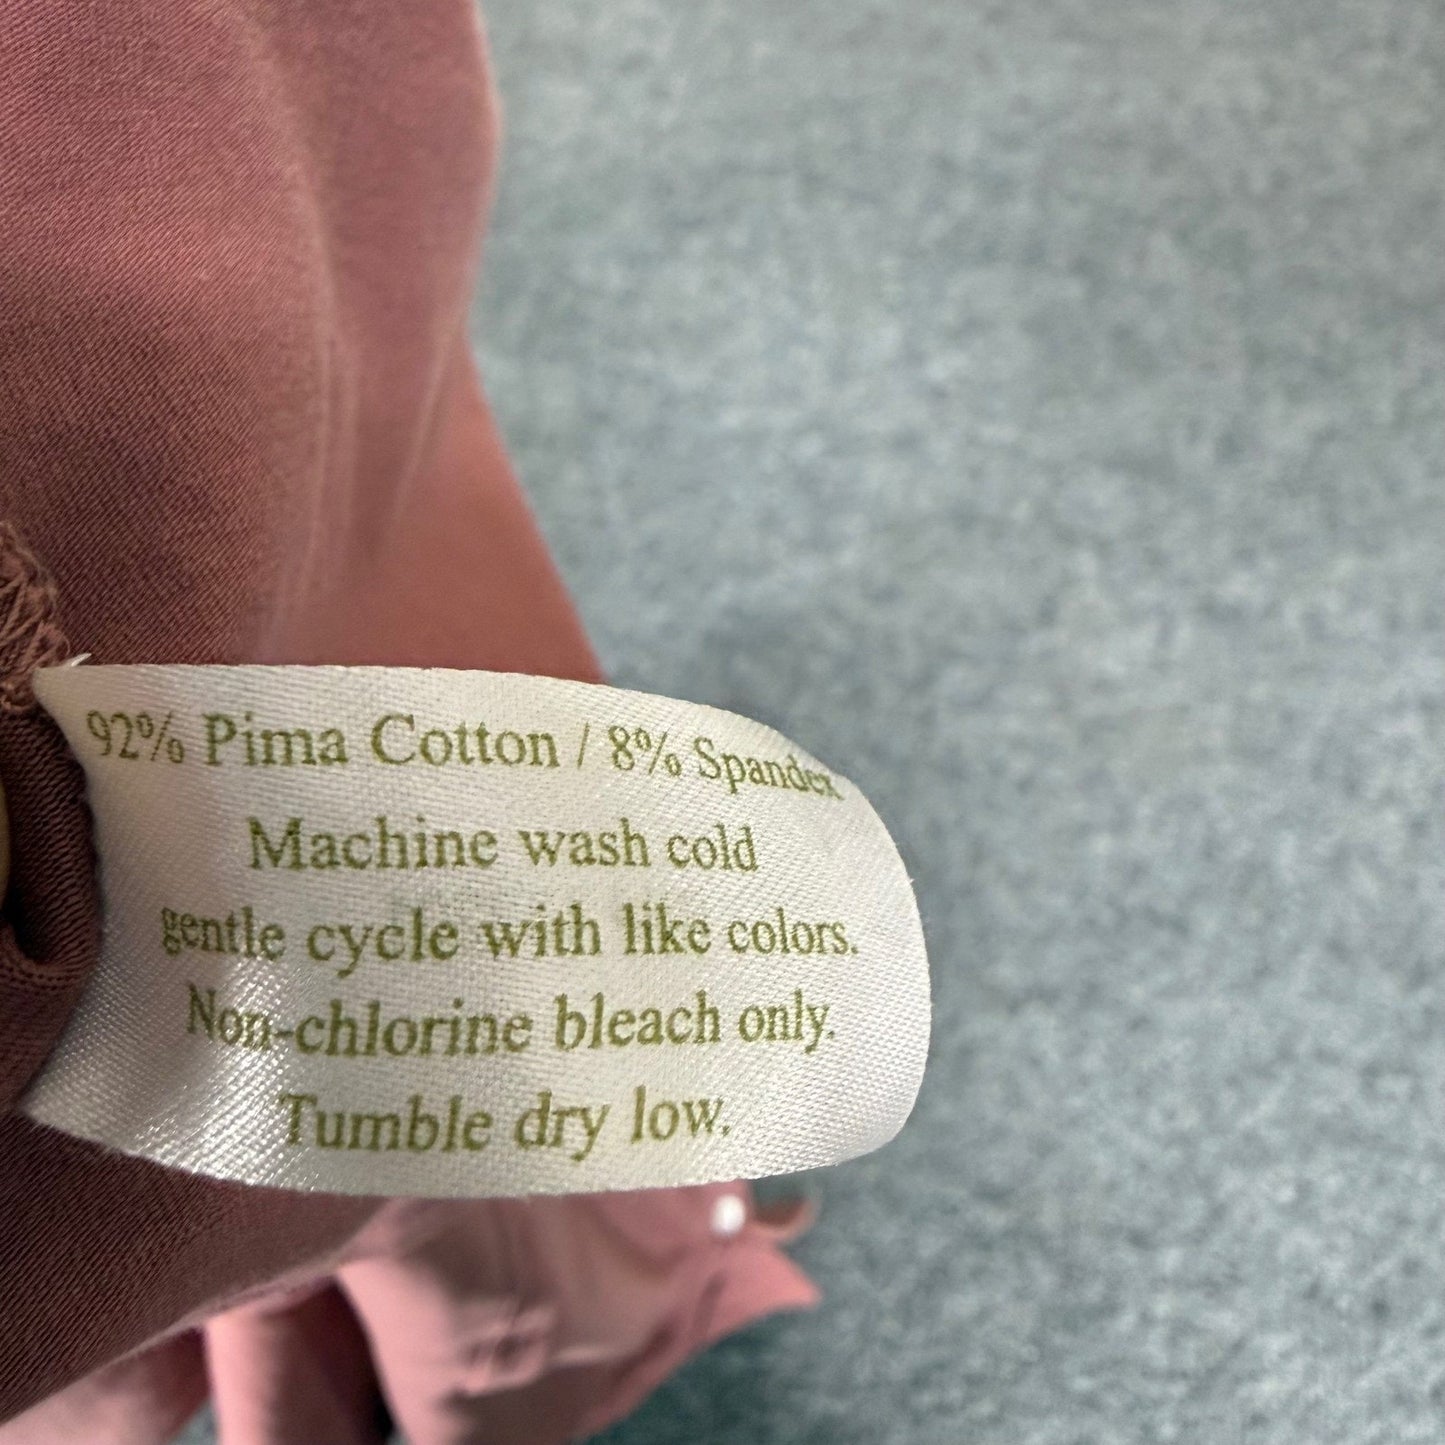 92% Pima Cotton / 8% Spandex
Machine wash cold
gentle cycle with like colors.
Non-chlorine bleach only.
Tumble dry low.